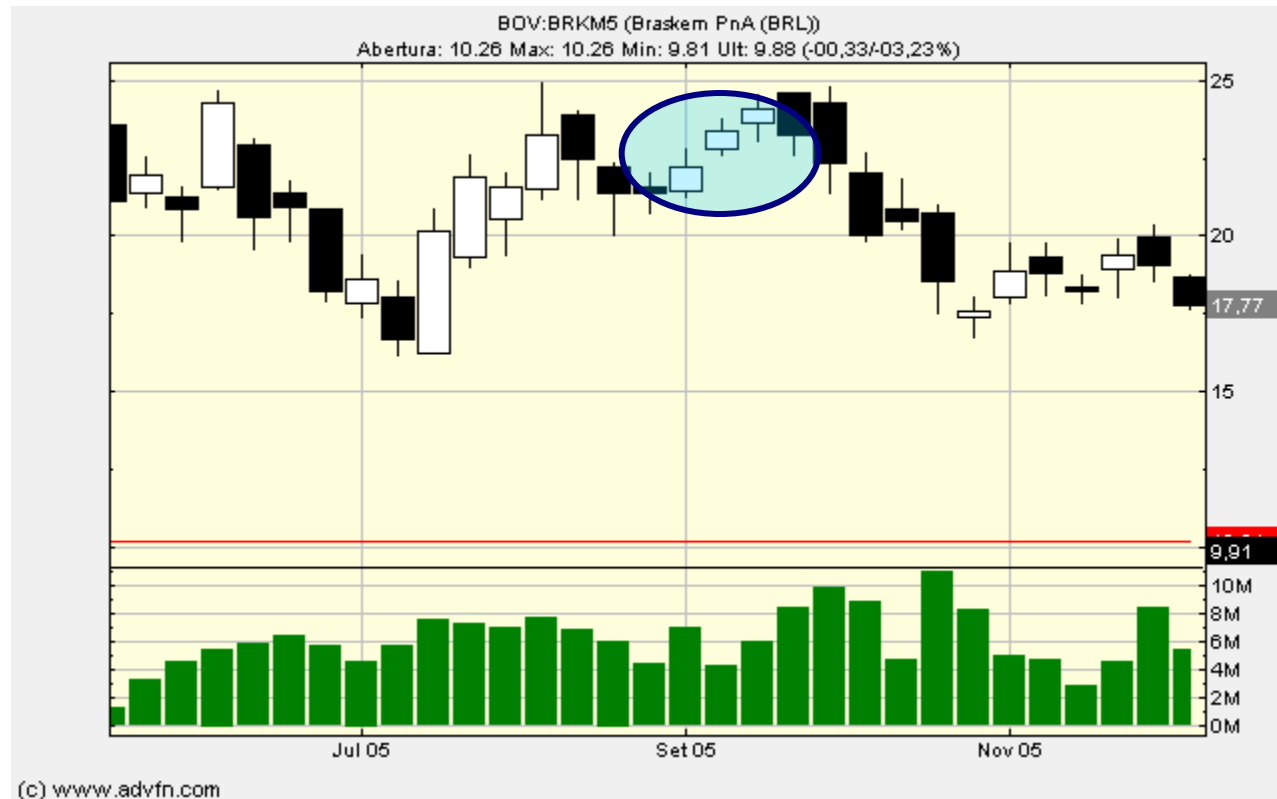 BOV:BRKM5 (Braskem PnA (BRL))
Abertura: 10.26 Max: 10.26 Min: 9.81 Ult: 9.88 (-00,33/-03,23%)
25
20
17,77
15
9,91
10M
8M
6M
4M
2M
0M
Jul 05
Set 05
Nov 05
(c) www.advfn.com